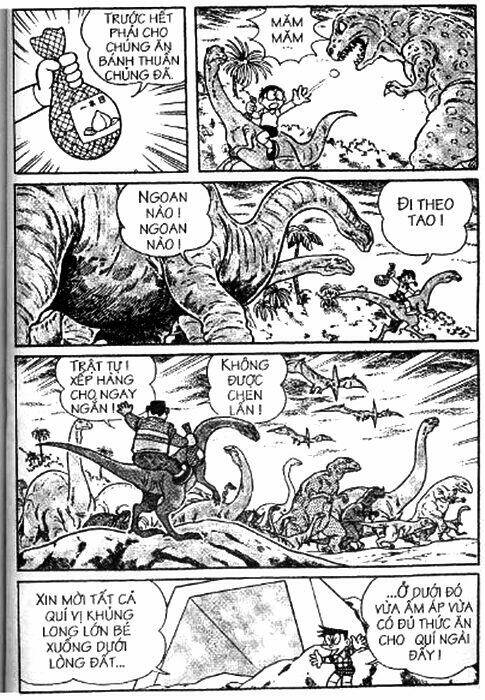 TRƯỚC HẾT
PHẢI CHO
CHÚNG ĂN
BÁNH THUẦN
CHỦNG ĐÃ.
MĂM
MĂM
NGOAN
NÀO !
NGOAN
NÀO !
ĐI THEO
TAO !
TRẬT TỰ !
XẾP HÀNG
CHO NGAY
NGẮN !
KHÔNG
ĐƯỢC
CHEN
LẤN !
XIN MỜI TẤT CẢ
QUÍ VỊ KHỦNG
LONG LỚN BÉ
XUỐNG DƯỚI
LÒNG ĐẤT...
...Ở DƯỚI ĐÓ
VỪA ẤM ÁP VỪA
CÓ ĐỦ THỨC ĂN
CHO QUÍ NGÀI
ĐẤY !